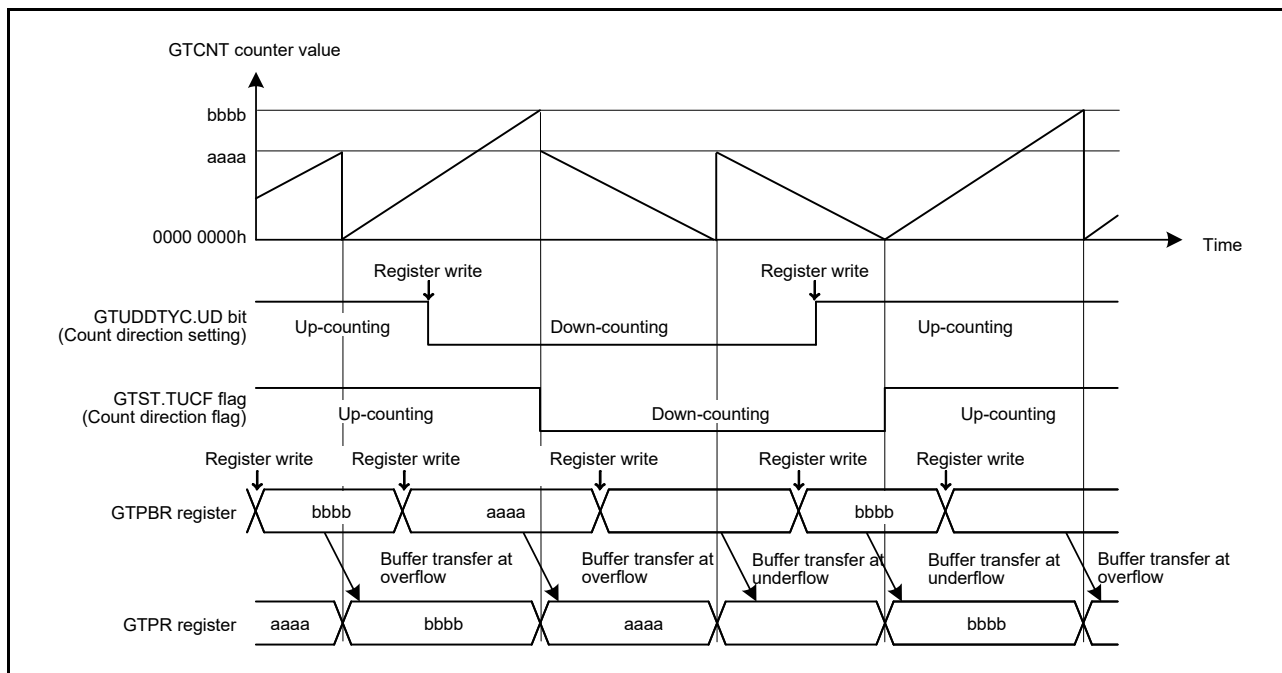 GTCNT counter value
bbbb
aaaa
0000 0000h
Time
Register write
Register write
GTUDDTYC.UD bit
(Count direction setting)
Up-counting
Down-counting
Up-counting
GTST.TUCF flag
(Count direction flag)
Up-counting
Down-counting
Up-counting
Register write
Register write
Register write
Register write
Register write
GTPBR register
bbbb
aaaa
bbbb
Buffer transfer at
overflow
Buffer transfer at
overflow
Buffer transfer at
underflow
Buffer transfer at
underflow
Buffer transfer at
overflow
GTPR register
aaaa
bbbb
aaaa
bbbb